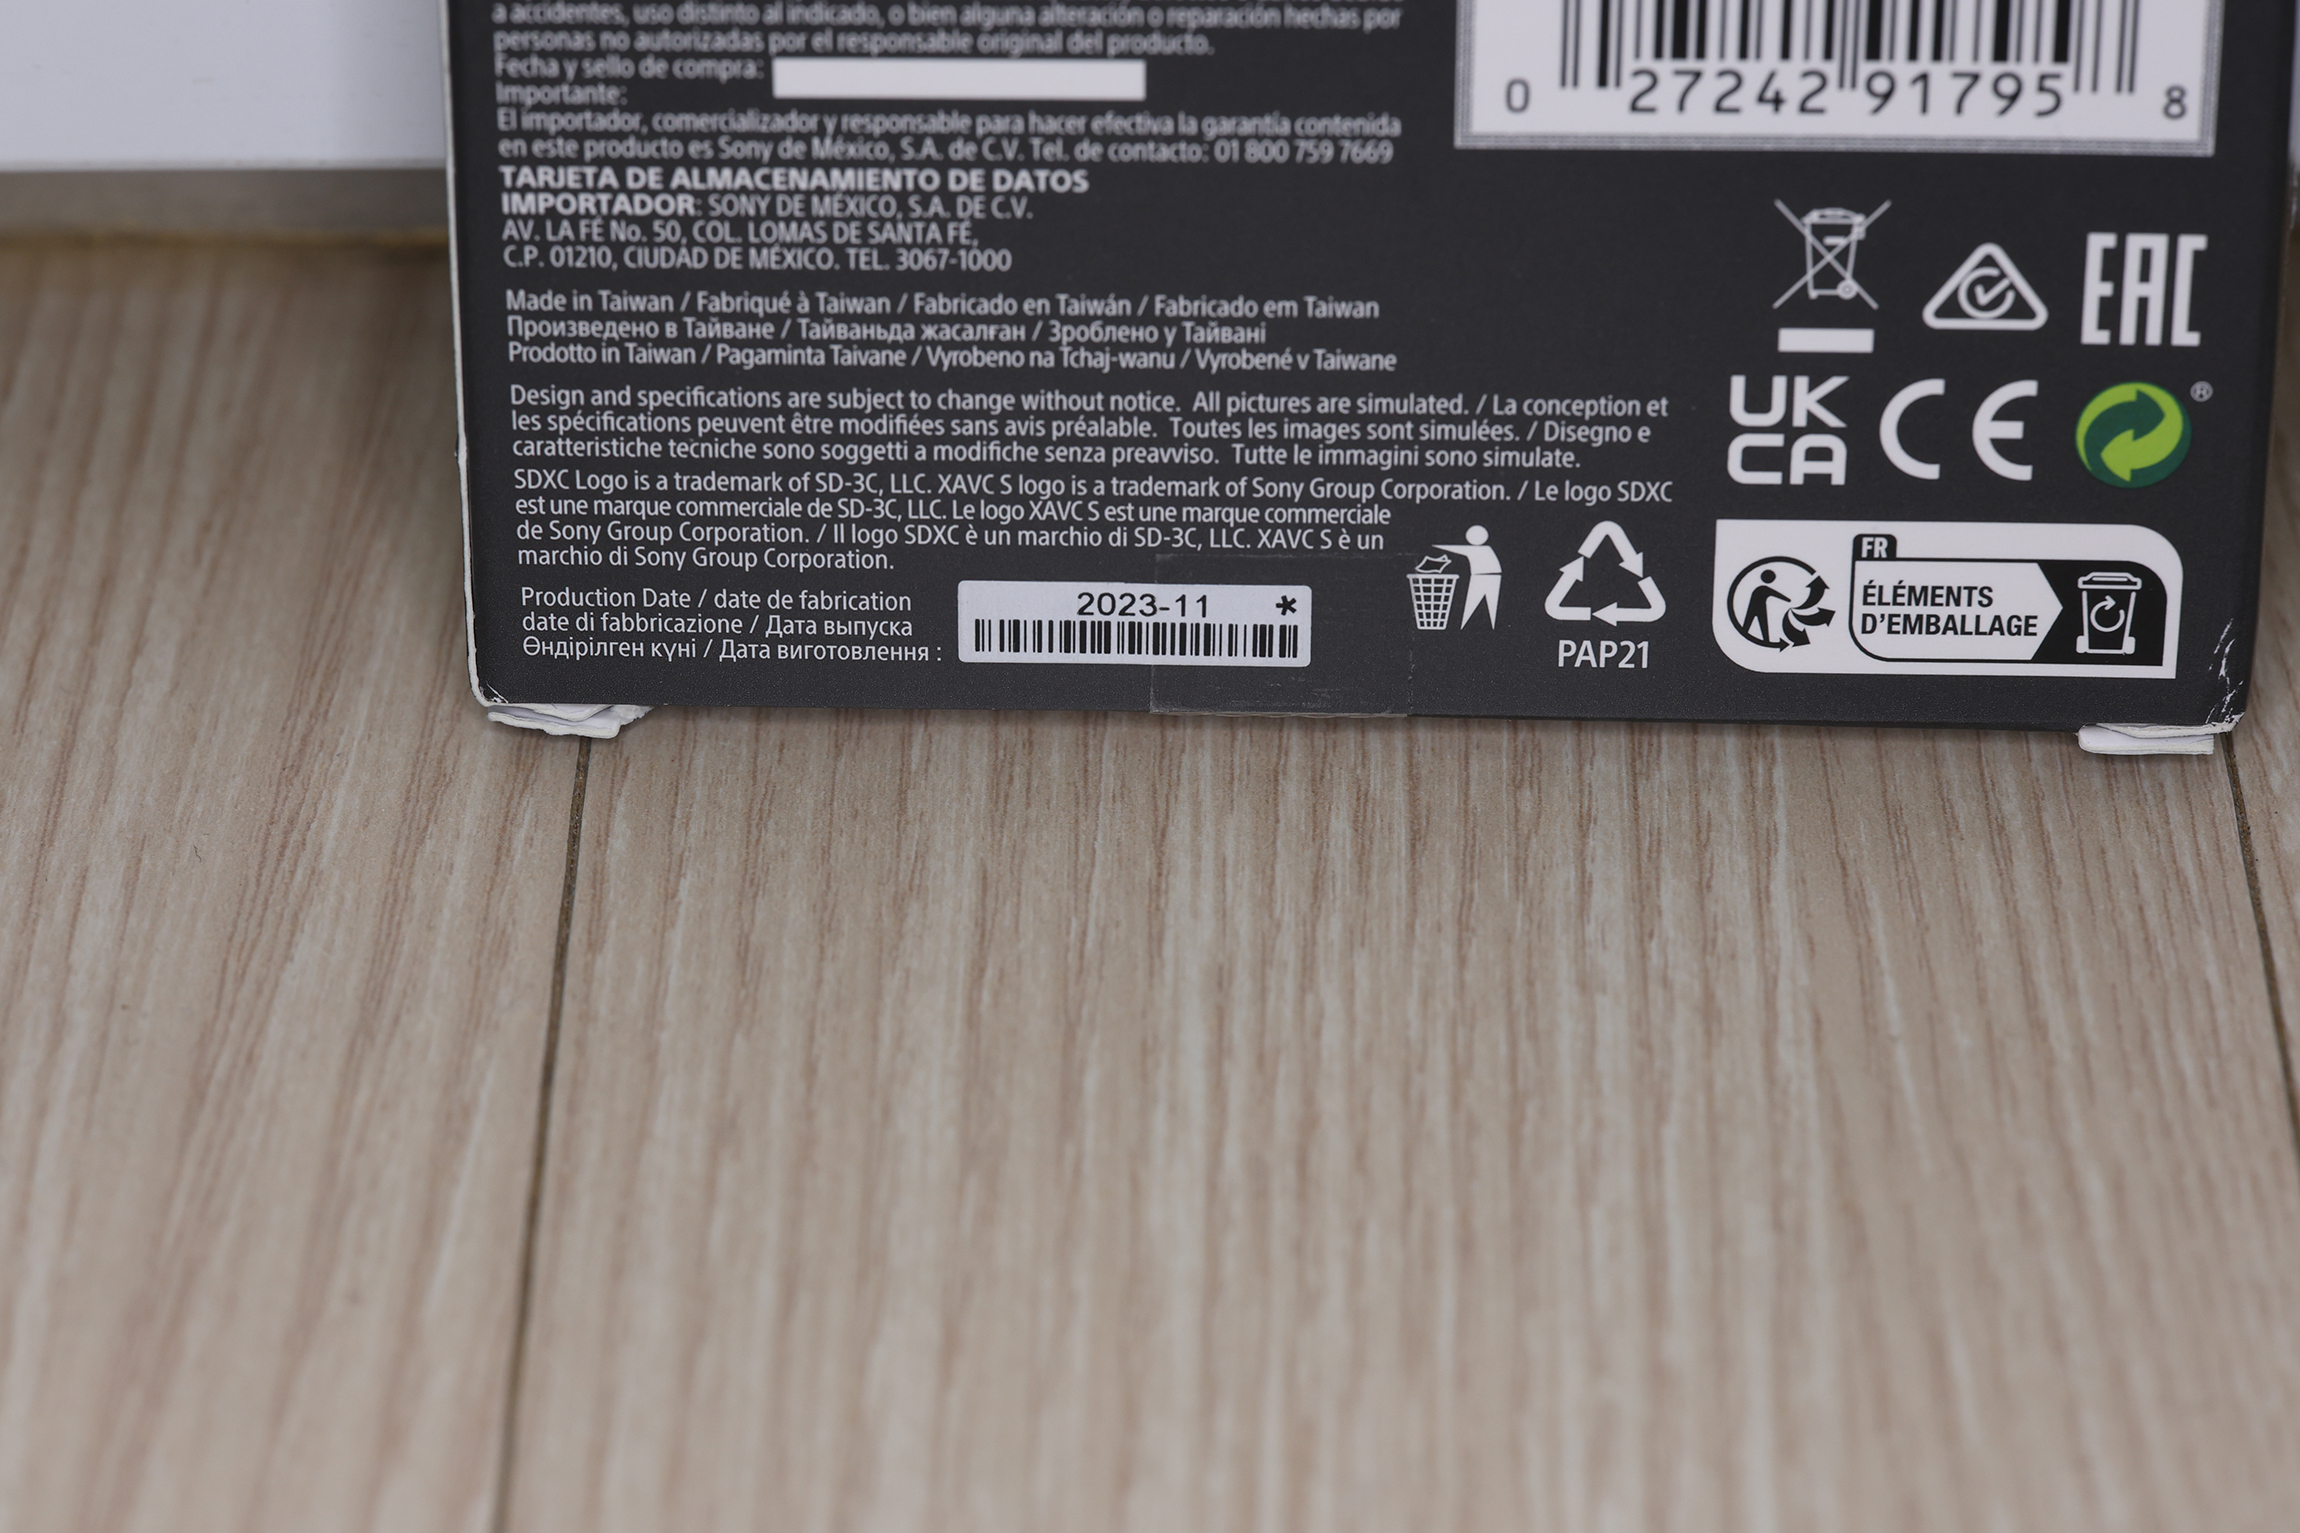 a accidentes, uso distinto al indicado, o bien alguna alteración o reparación hechas por
personas no autorizadas por el responsable original del producto.
Fecha y sello de compra:
Importante:
El importador, comercializador y responsable para hacer efectiva la garantía contenida
en este producto es Sony de México, S.A. de C.V. Tel. de contacto: 01 800 759 7669
TARJETA DE ALMACENAMIENTO DE DATOS
IMPORTADOR: SONY DE MÉXICO, S.A. DE C.V.
AV. LA FÉ No. 50, COL. LOMAS DE SANTA FÉ,
C.P. 01210, CIUDAD DE MÉXICO. TEL. 3067-1000
Made in Taiwan / Fabriqué à Taiwan / Fabricado en Taiwán / Fabricado em Taiwan
Произведено в Тайване / Тайваньда жасалған / Зроблено у Тайвані
Prodotto in Taiwan / Pagaminta Taivane / Vyrobeno na Tchaj-wanu / Vyrobené v Taiwane
Design and specifications are subject to change without notice. All pictures are simulated. / La conception et
les spécifications peuvent être modifiées sans avis préalable. Toutes les images sont simulées. / Disegno e
caratteristiche tecniche sono soggetti a modifiche senza preavviso. Tutte le immagini sono simulate.
SDXC Logo is a trademark of SD-3C, LLC. XAVC S logo is a trademark of Sony Group Corporation. / Le logo SDXC
est une marque commerciale de SD-3C, LLC. Le logo XAVC S est une marque commerciale
de Sony Group Corporation. / Il logo SDXC è un marchio di SD-3C, LLC. XAVC S è un
marchio di Sony Group Corporation.
Production Date / date de fabrication
date di fabbricazione / Дата выпуска
Өндірілген күні / Дата виготовлення :
2023-11 *
0 27242 91795 8
EAC
UK
CA
CE
®
PAP21
FR
ÉLÉMENTS
D'EMBALLAGE